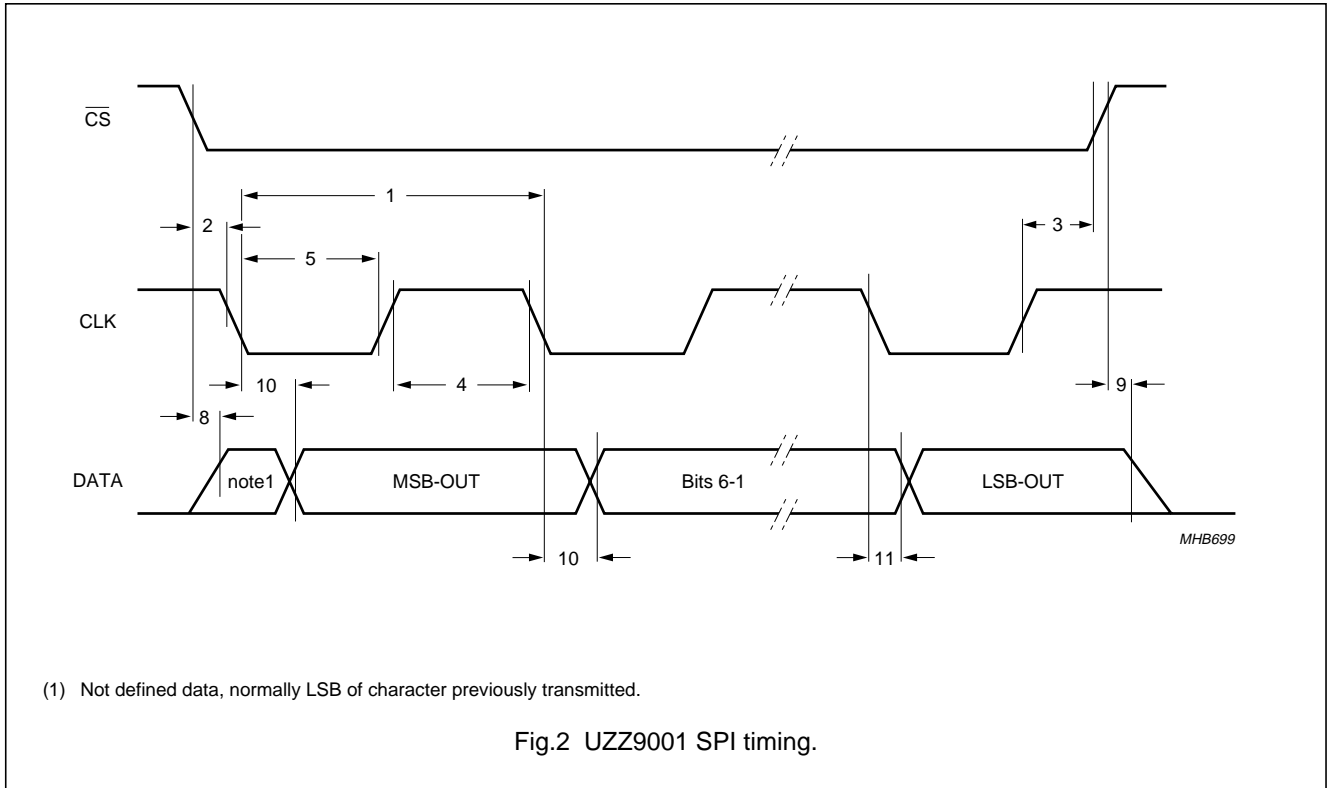 CS
1
2
3
5
CLK
10
4
9
8
DATA
note1
MSB-OUT
Bits 6-1
LSB-OUT
MHB699
10
11
(1) Not defined data, normally LSB of character previously transmitted.
Fig.2 UZZ9001 SPI timing.